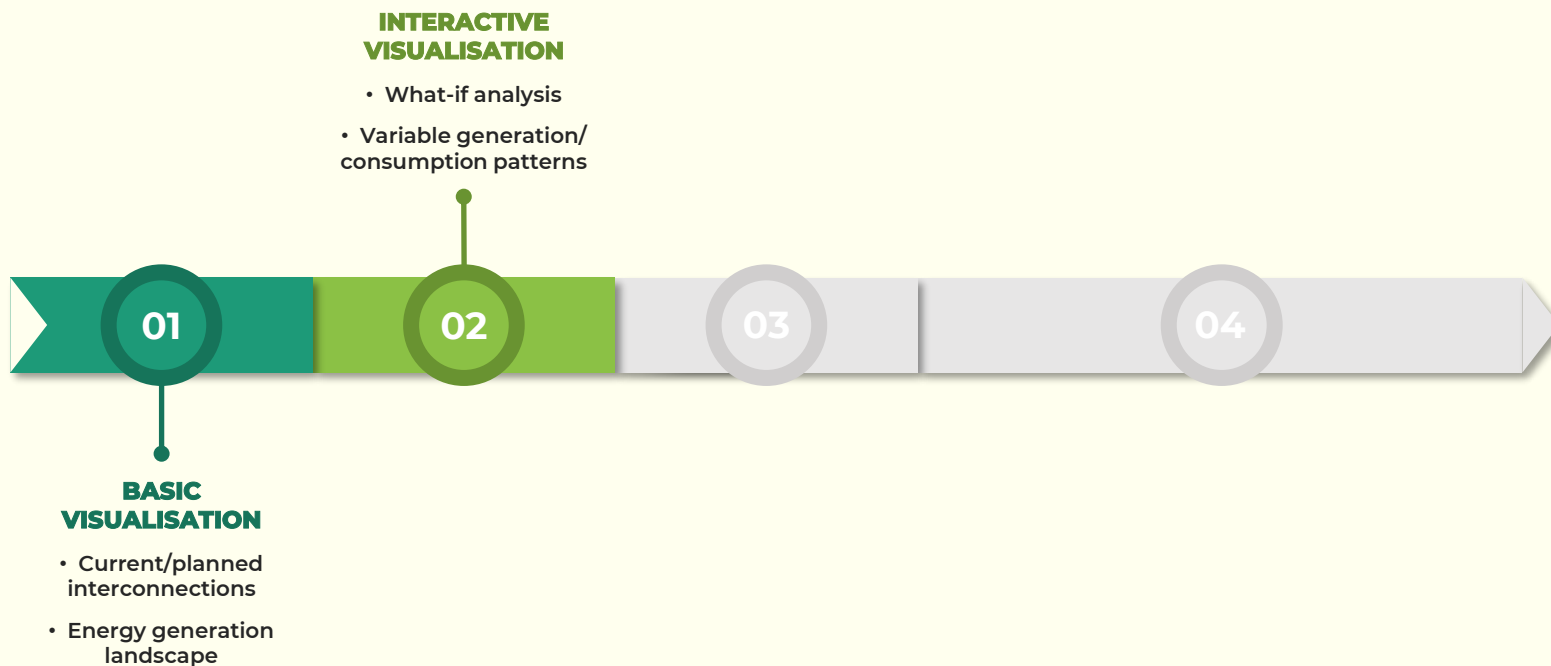 INTERACTIVE
VISUALISATION
• What-if analysis
• Variable generation/
consumption patterns
01
02
03
04
BASIC
VISUALISATION
• Current/planned
interconnections
• Energy generation
landscape